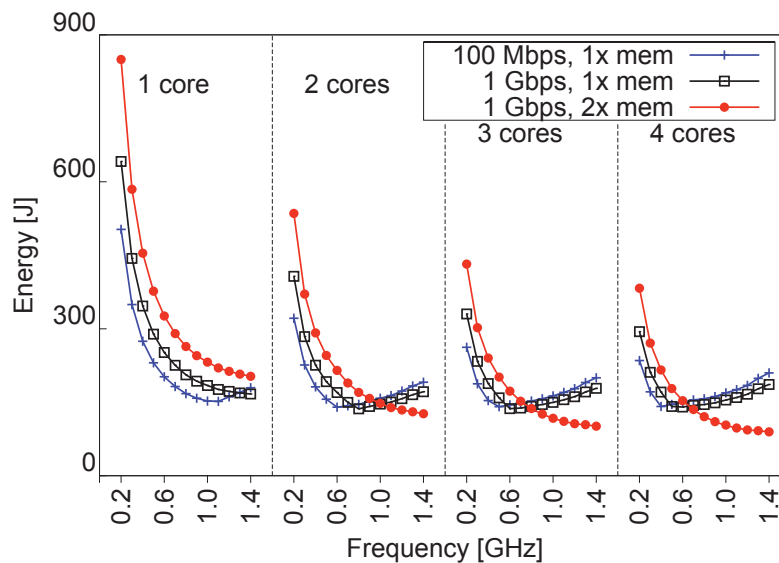 900
600
300
0
Energy [J]
100 Mbps, 1x mem
1 Gbps, 1x mem
1 Gbps, 2x mem
1 core
2 cores
3 cores
4 cores
0.2 0.6 1.0 1.4 0.2 0.6 1.0 1.4 0.2 0.6 1.0 1.4 0.2 0.6 1.0 1.4
Frequency [GHz]